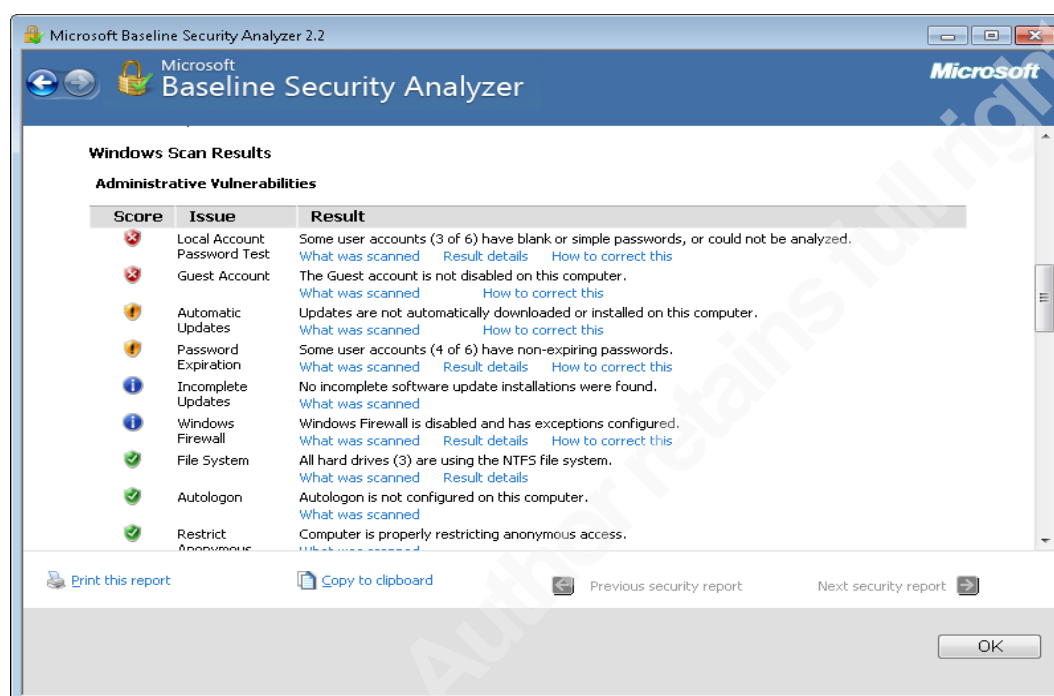 Microsoft Baseline Security Analyzer 2.2
Microsoft
Baseline Security Analyzer
Microsoft
Windows Scan Results
Administrative Vulnerabilities
Score Issue Result
Local Account Password Test
Some user accounts (3 of 6) have blank or simple passwords, or could not be analyzed.
What was scanned Result details How to correct this
Guest Account
The Guest account is not disabled on this computer.
What was scanned How to correct this
Automatic Updates
Updates are not automatically downloaded or installed on this computer.
What was scanned How to correct this
Password Expiration
Some user accounts (4 of 6) have non-expiring passwords.
What was scanned Result details How to correct this
Incomplete Updates
No incomplete software update installations were found.
What was scanned
Windows Firewall
Windows Firewall is disabled and has exceptions configured.
What was scanned Result details How to correct this
File System
All hard drives (3) are using the NTFS file system.
What was scanned Result details
Autologon
Autologon is not configured on this computer.
What was scanned
Restrict Anonymous
Computer is properly restricting anonymous access.
What was scanned
Print this report
Copy to clipboard
Previous security report
Next security report
OK
Author retains full right